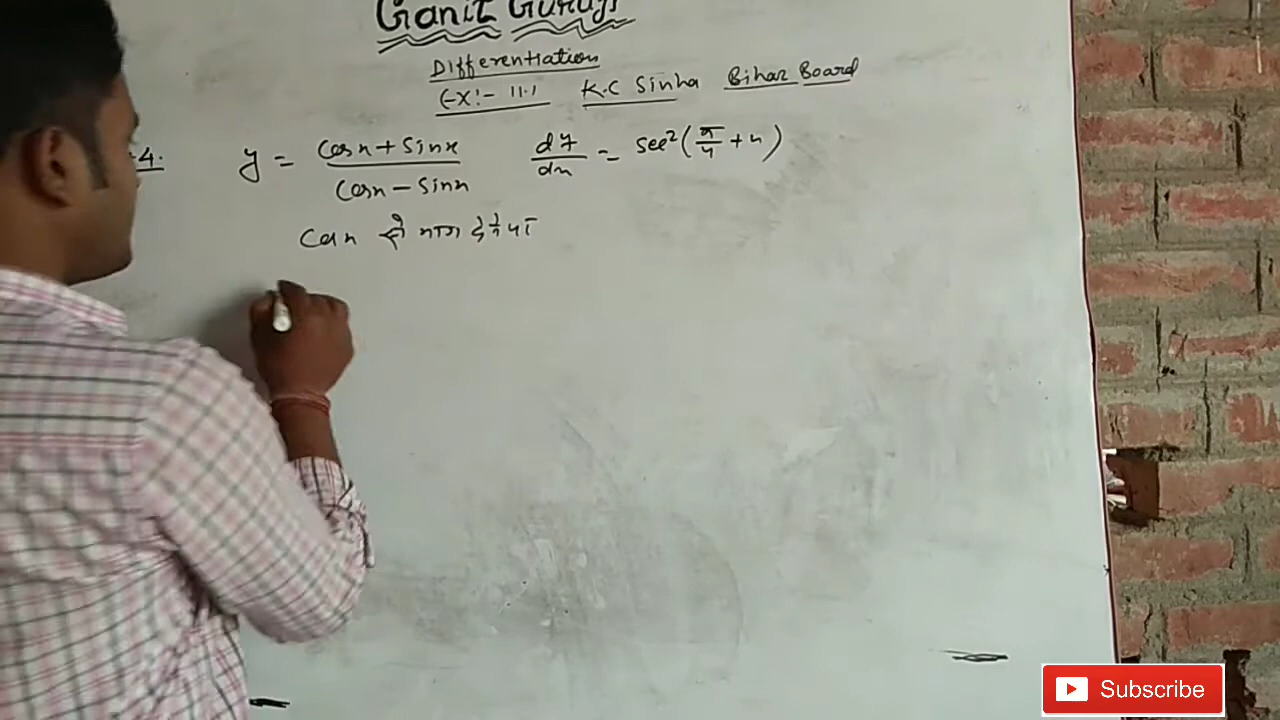 Ganit Guruji
Differentiation
Ex:- 11.1 K.C Sinha Bihar Board
4. y = cosx + sinx / cosx - sinx dy/dx = sec²(π/4 + x)
cosx से भाग देने पर
Subscribe